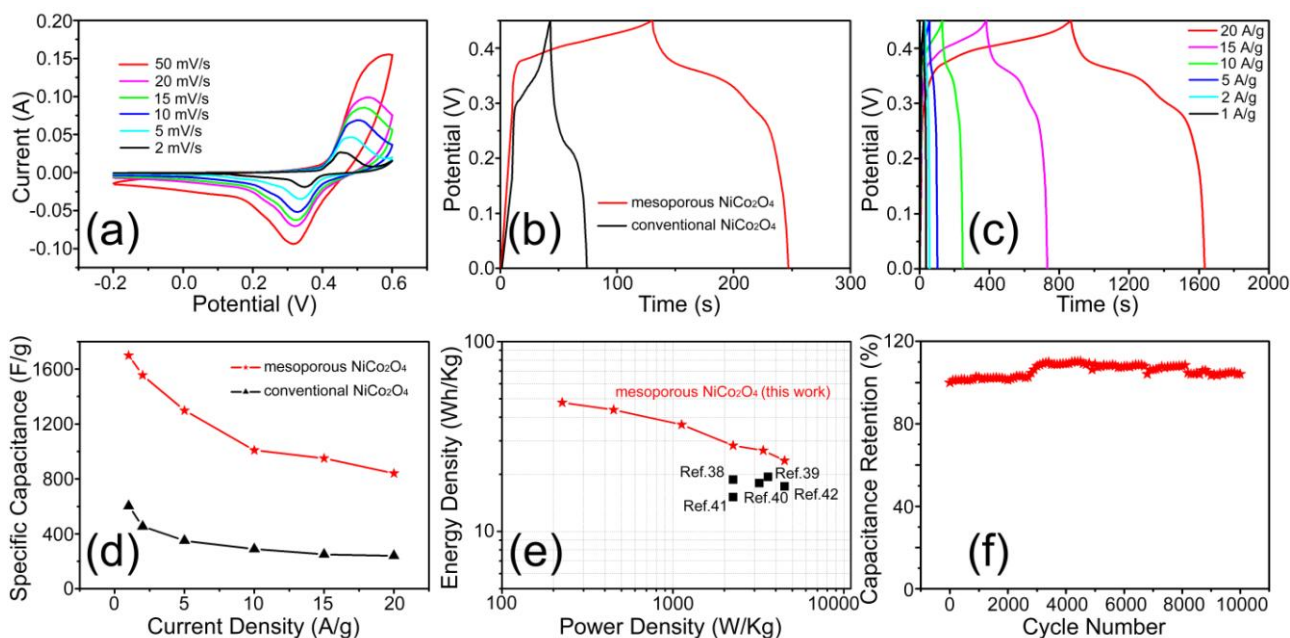 0.20
0.15
0.10
0.05
0.00
-0.05
-0.10
Current (A)
50 mV/s
20 mV/s
15 mV/s
10 mV/s
5 mV/s
2 mV/s
(a)
-0.2 0.0 0.2 0.4 0.6
Potential (V)
0.4
0.3
0.2
0.1
0.0
Potential (V)
mesoporous NiCo₂O₄
conventional NiCo₂O₄
(b)
0 100 200 300
Time (s)
0.4
0.3
0.2
0.4
0.0
Potential (V)
20 A/g
15 A/g
10 A/g
5 A/g
2 A/g
1 A/g
(c)
0 400 800 1200 1600 2000
Time (s)
1600
1200
800
400
0
Specific Capacitance (F/g)
mesoporous NiCo₂O₄
conventional NiCo₂O₄
(d)
0 5 10 15 20
Current Density (A/g)
100
10
Energy Density (Wh/Kg)
mesoporous NiCo₂O₄ (this work)
Ref.38
Ref.39
Ref.41
Ref.40
Ref.42
(e)
100 1000 10000
Power Density (W/Kg)
120
90
60
30
0
Capacitance Retention (%)
(f)
0 2000 4000 6000 8000 10000
Cycle Number